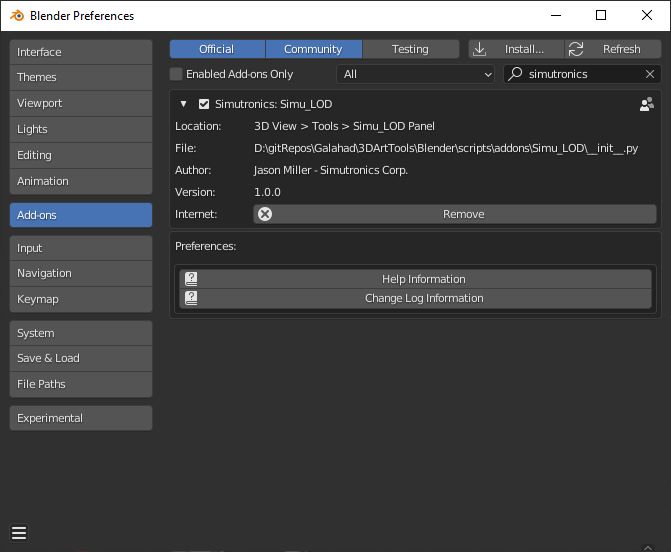 Blender Preferences
Interface
Themes
Viewport
Lights
Editing
Animation
Add-ons
Input
Navigation
Keymap
System
Save & Load
File Paths
Experimental
Official Community Testing Install... Refresh
Enabled Add-ons Only All simutronics
Simutronics: Simu_LOD
Location: 3D View > Tools > Simu_LOD Panel
File: D:\gitRepos\Galahad\3DArtTools\Blender\scripts\addons\Simu_LOD\__init__.py
Author: Jason Miller - Simutronics Corp.
Version: 1.0.0
Internet: Remove
Preferences:
Help Information
Change Log Information